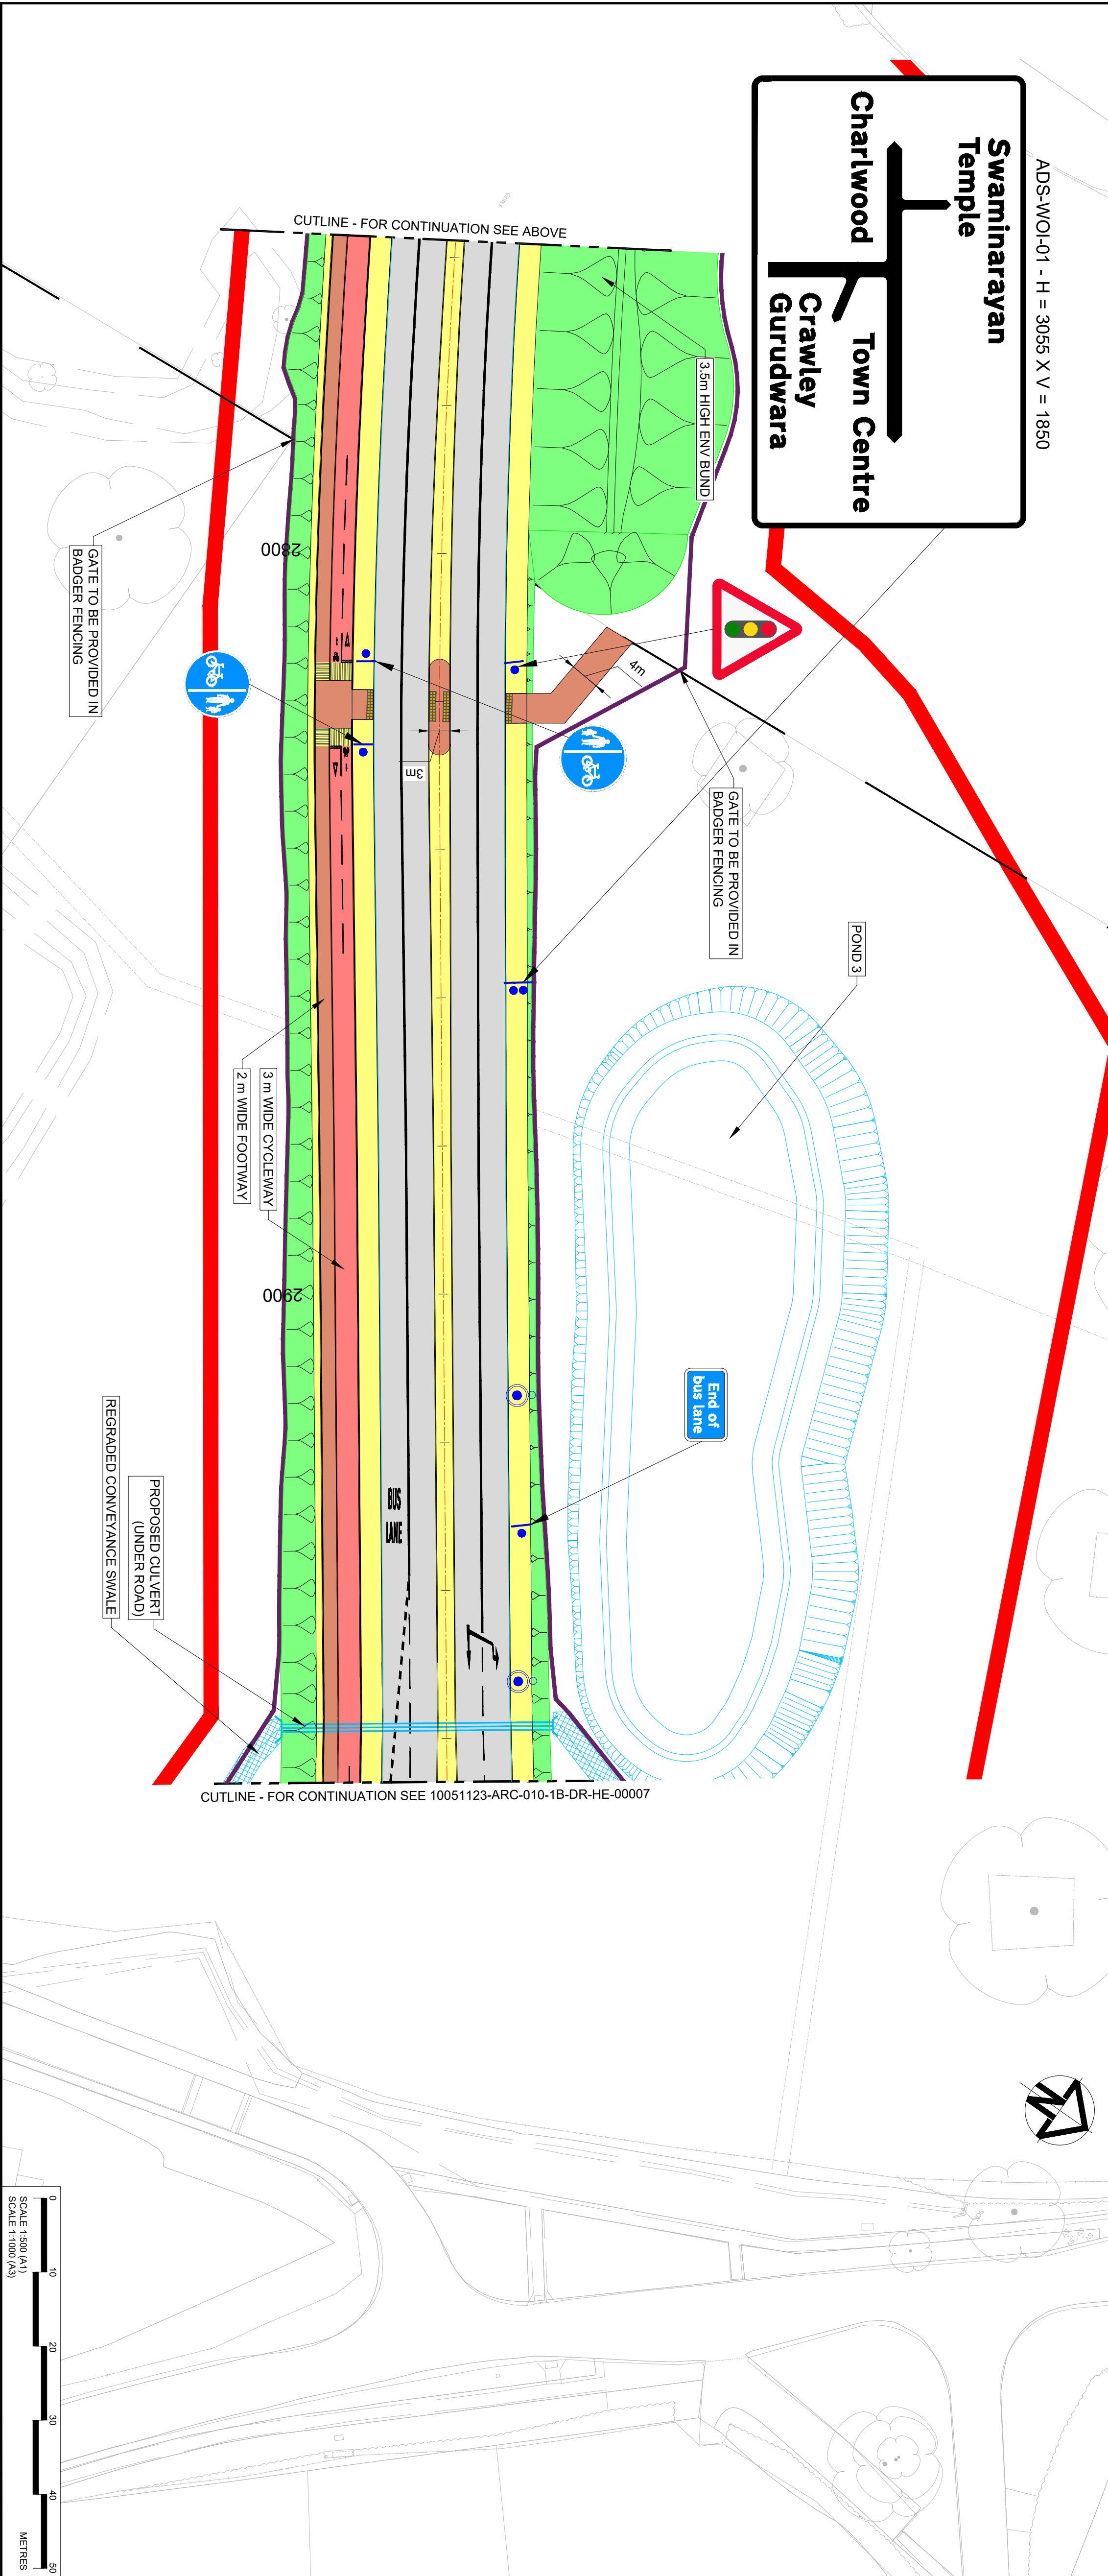 ADS-WOI-01 - H = 3055 X V = 1850
Swaminarayan
Temple
Charlwood
Town Centre
Crawley
Gurudwara
CUTLINE - FOR CONTINUATION SEE ABOVE
3.5m HIGH ENV BUND
GATE TO BE PROVIDED IN
BADGER FENCING
2800
4m
3m
GATE TO BE PROVIDED IN
BADGER FENCING
POND 3
3 m WIDE CYCLEWAY
2 m WIDE FOOTWAY
2900
End of
bus lane
BUS
LANE
PROPOSED CULVERT
(UNDER ROAD)
REGRADED CONVEYANCE SWALE
CUTLINE - FOR CONTINUATION SEE 10051123-ARC-010-1B-DR-HE-00007
N
0 10 20 30 40 50
METRES
SCALE 1:500 (A1)
SCALE 1:1000 (A3)